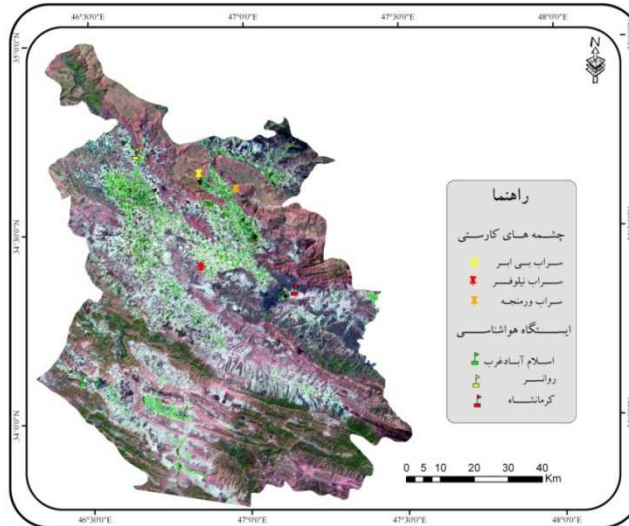 46°30'0"E 47°0'0"E 47°30'0"E 48°0'0"E
35°0'0"N
34°30'0"N
34°0'0"N
N
راهنما
چشمه های کارستی
سراب بی ابر
سراب نیلوفر
سراب ورمنجه
ایستگاه هواشناسی
اسلام آبادغرب
روانسر
کرمانشاه
0 5 10 20 30 40
Km
46°30'0"E 47°0'0"E 47°30'0"E 48°0'0"E